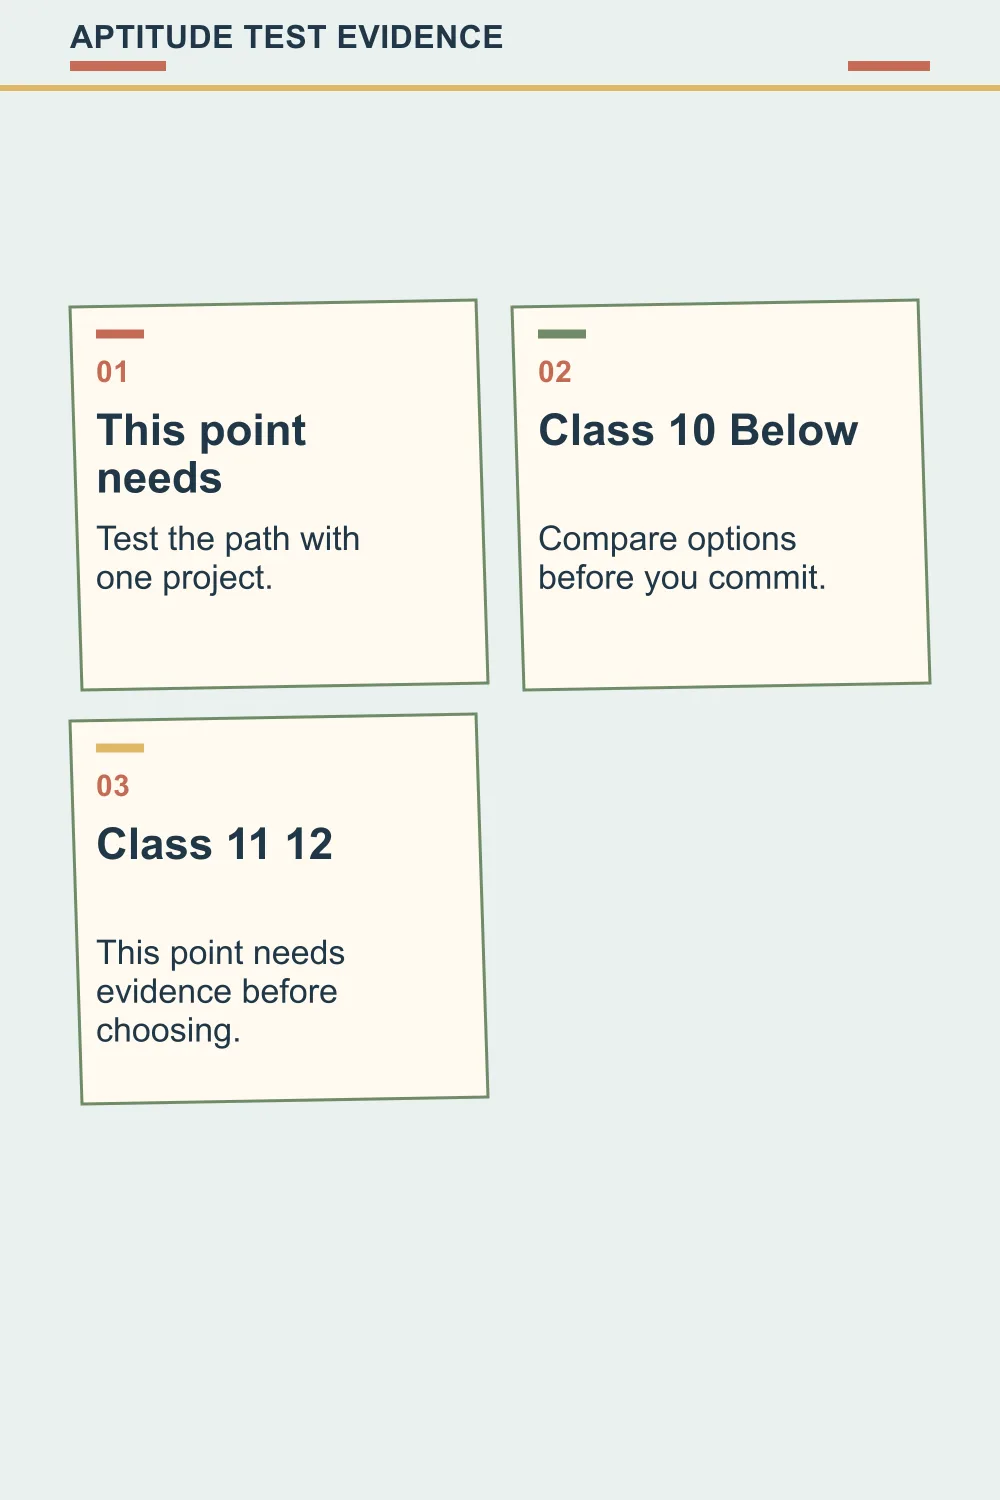 APTITUDE TEST EVIDENCE
01
This point
needs
Test the path with
one project.
02
Class 10 Below
Compare options
before you commit.
03
Class 11 12
This point needs
evidence before
choosing.